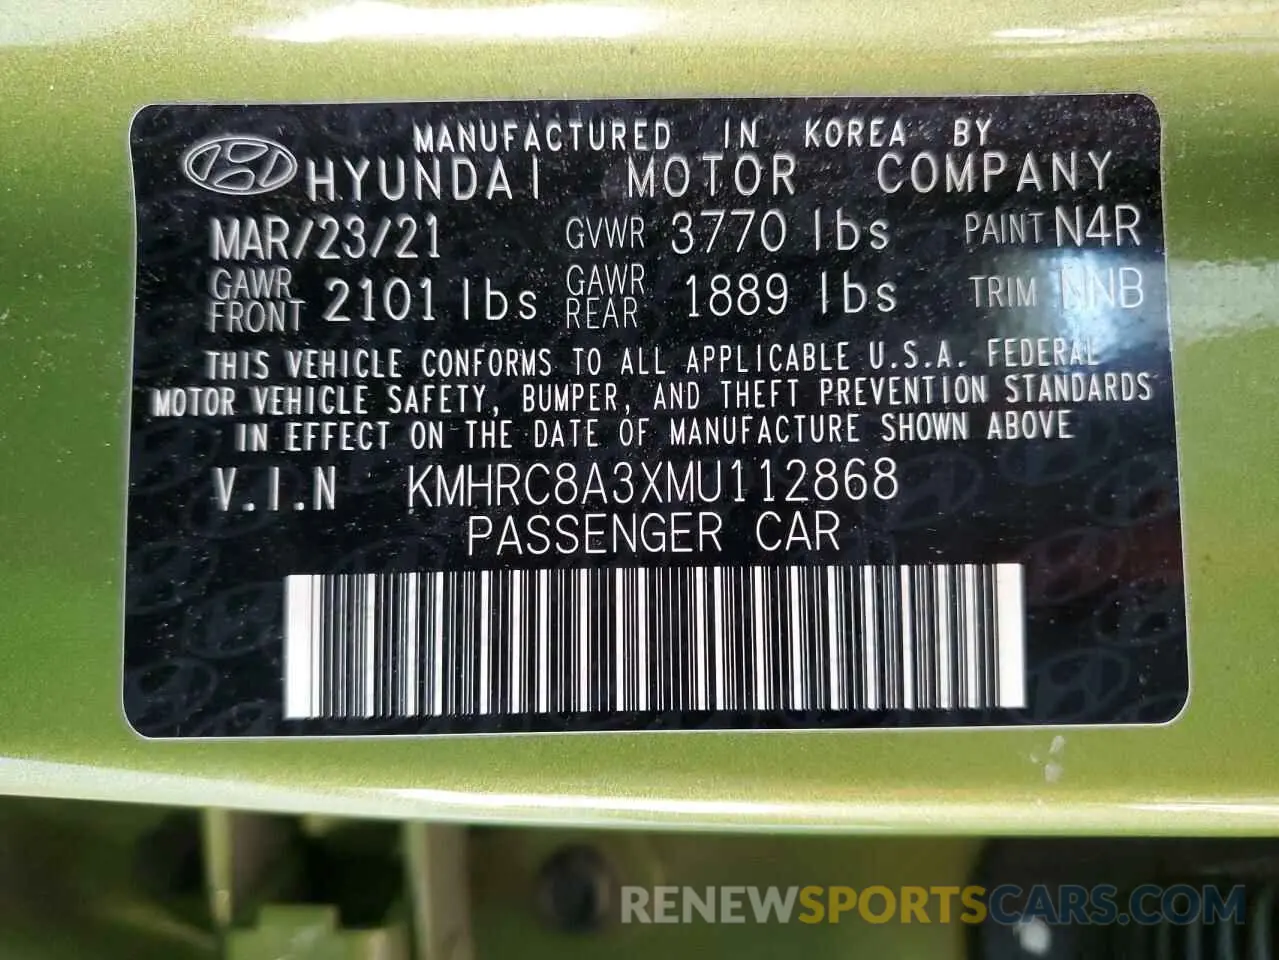 MANUFACTURED IN KOREA BY
HYUNDAI MOTOR COMPANY
MAR/23/21 GVWR 3770 lbs PAINT N4R
GAWR FRONT 2101 lbs GAWR REAR 1889 lbs TRIM NNB
THIS VEHICLE CONFORMS TO ALL APPLICABLE U.S.A. FEDERAL
MOTOR VEHICLE SAFETY, BUMPER, AND THEFT PREVENTION STANDARDS
IN EFFECT ON THE DATE OF MANUFACTURE SHOWN ABOVE
V.I.N KMHRC8A3XMU112868
PASSENGER CAR
RENEWSPORTSCARS.COM